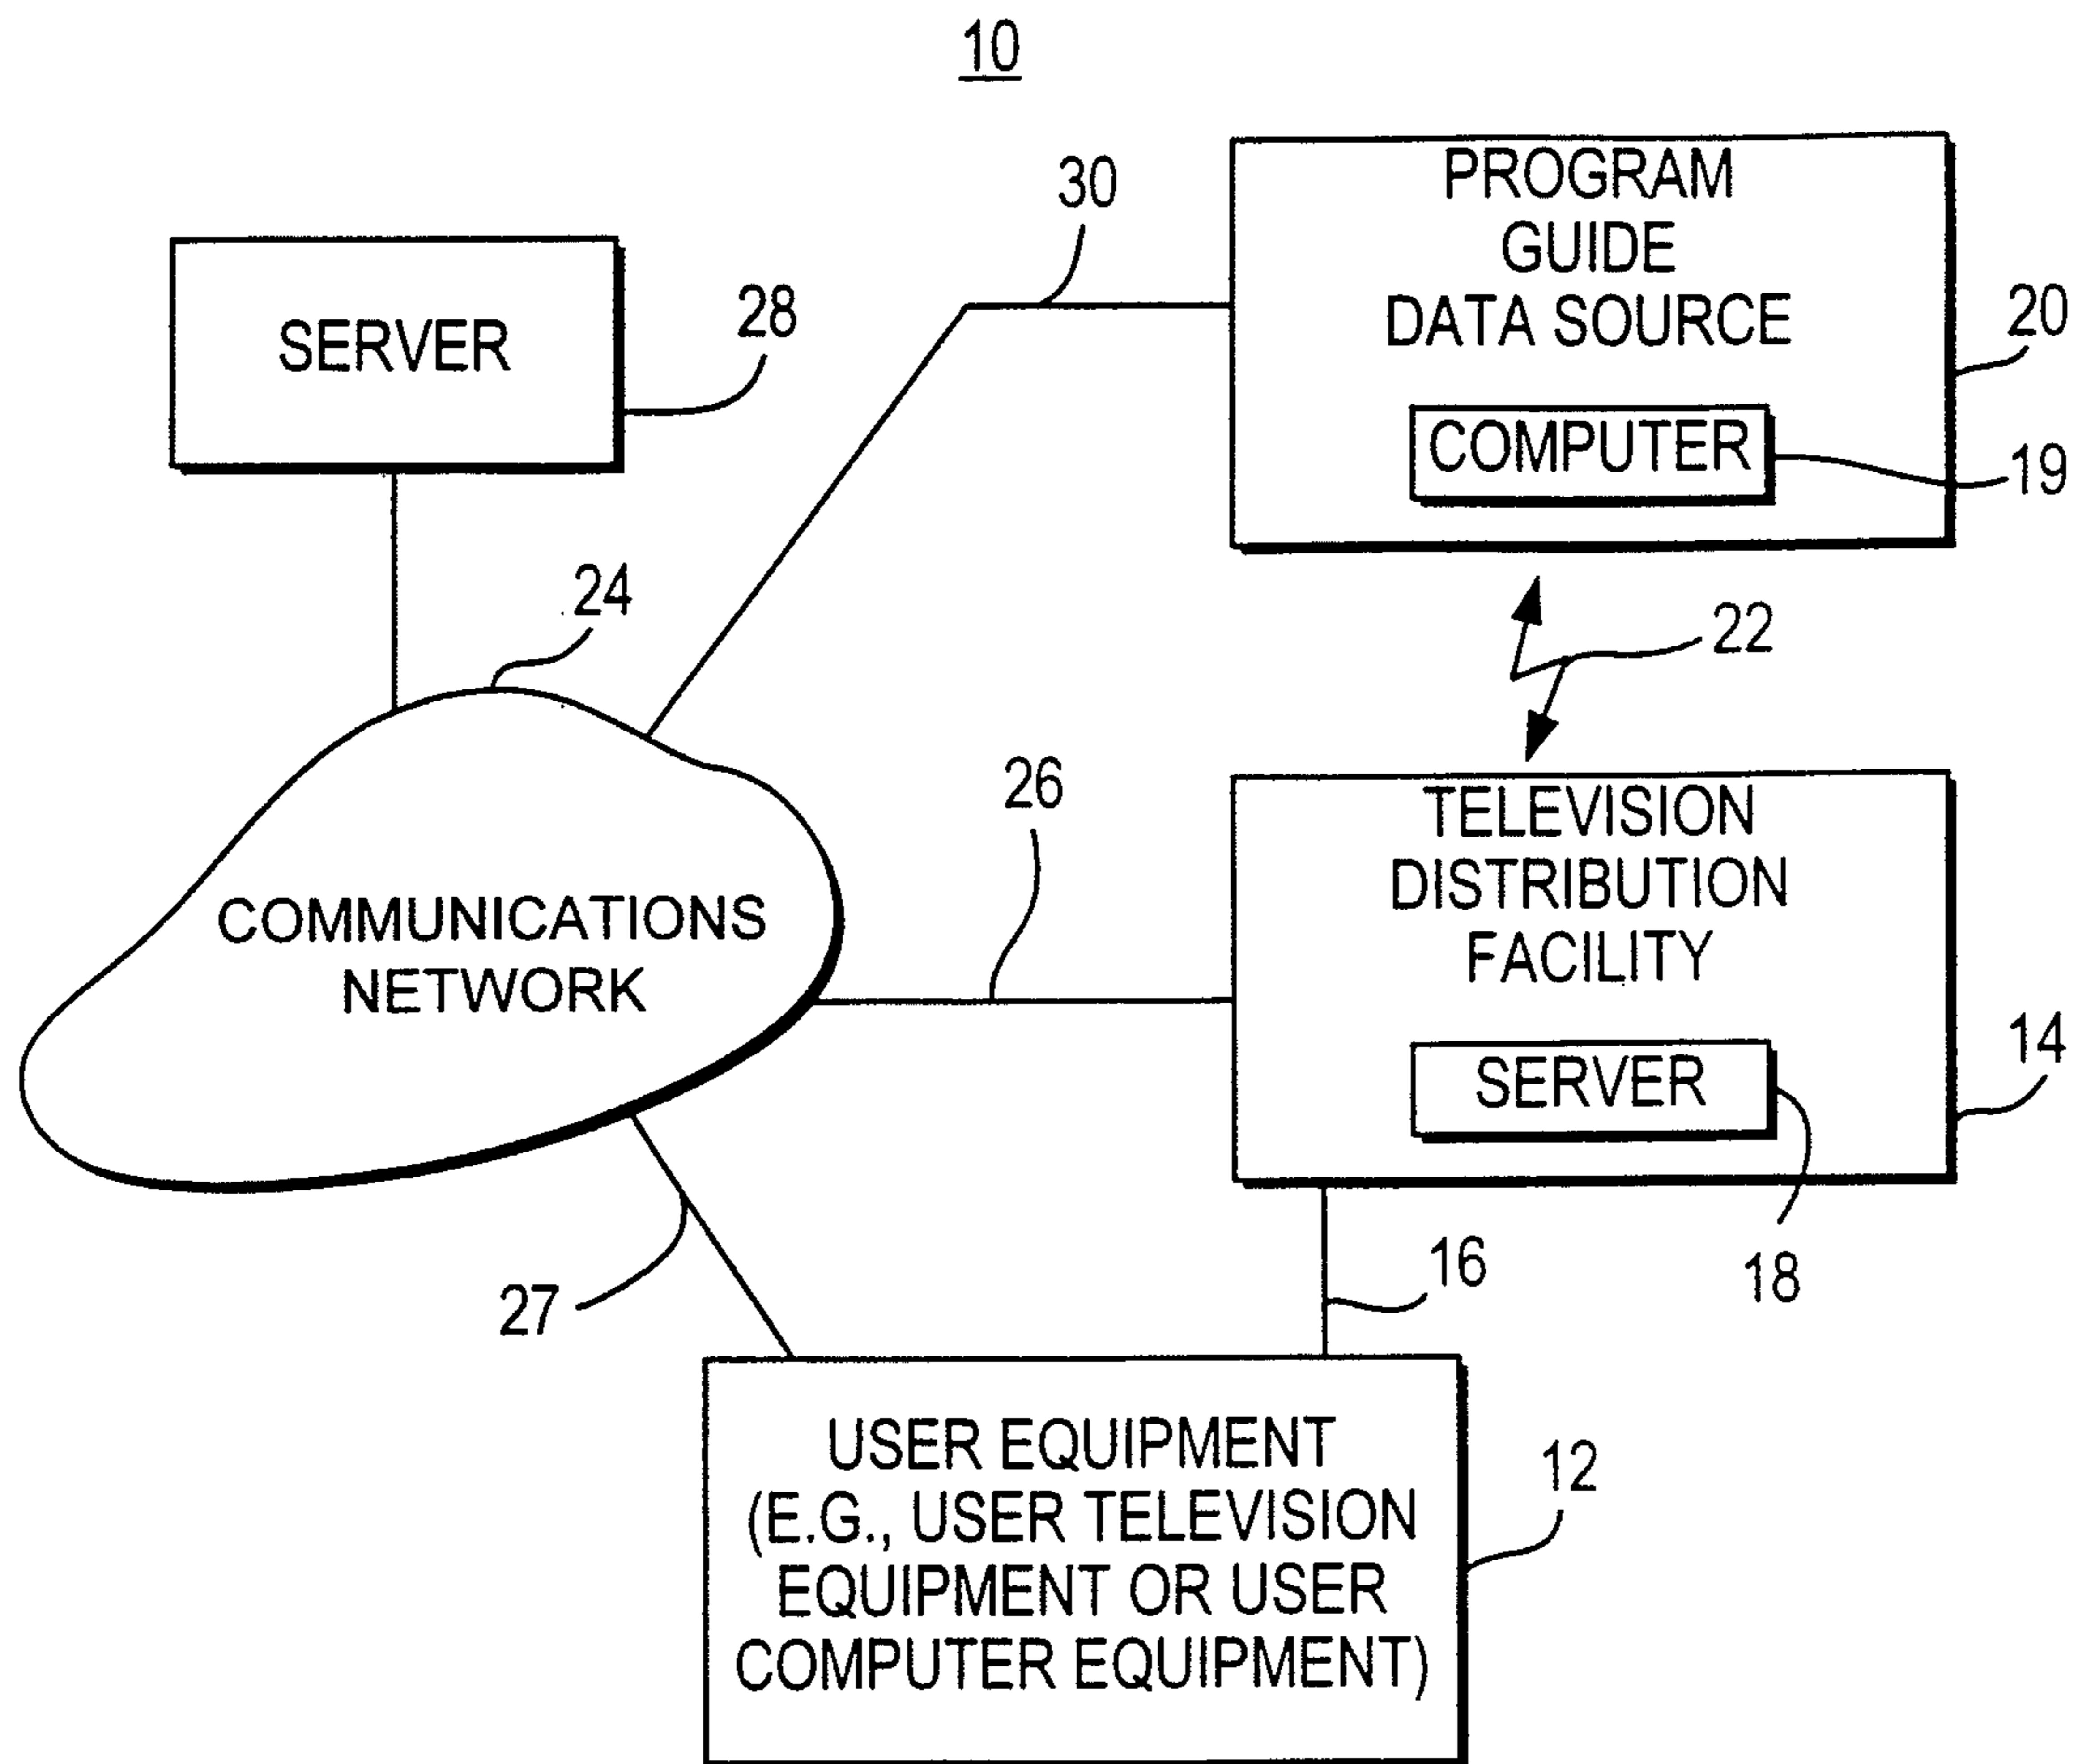 10
PROGRAM
GUIDE
DATA SOURCE
COMPUTER
30
20
19
SERVER
28
24
22
COMMUNICATIONS
NETWORK
26
TELEVISION
DISTRIBUTION
FACILITY
SERVER
14
18
16
27
USER EQUIPMENT
(E.G., USER TELEVISION
EQUIPMENT OR USER
COMPUTER EQUIPMENT)
12